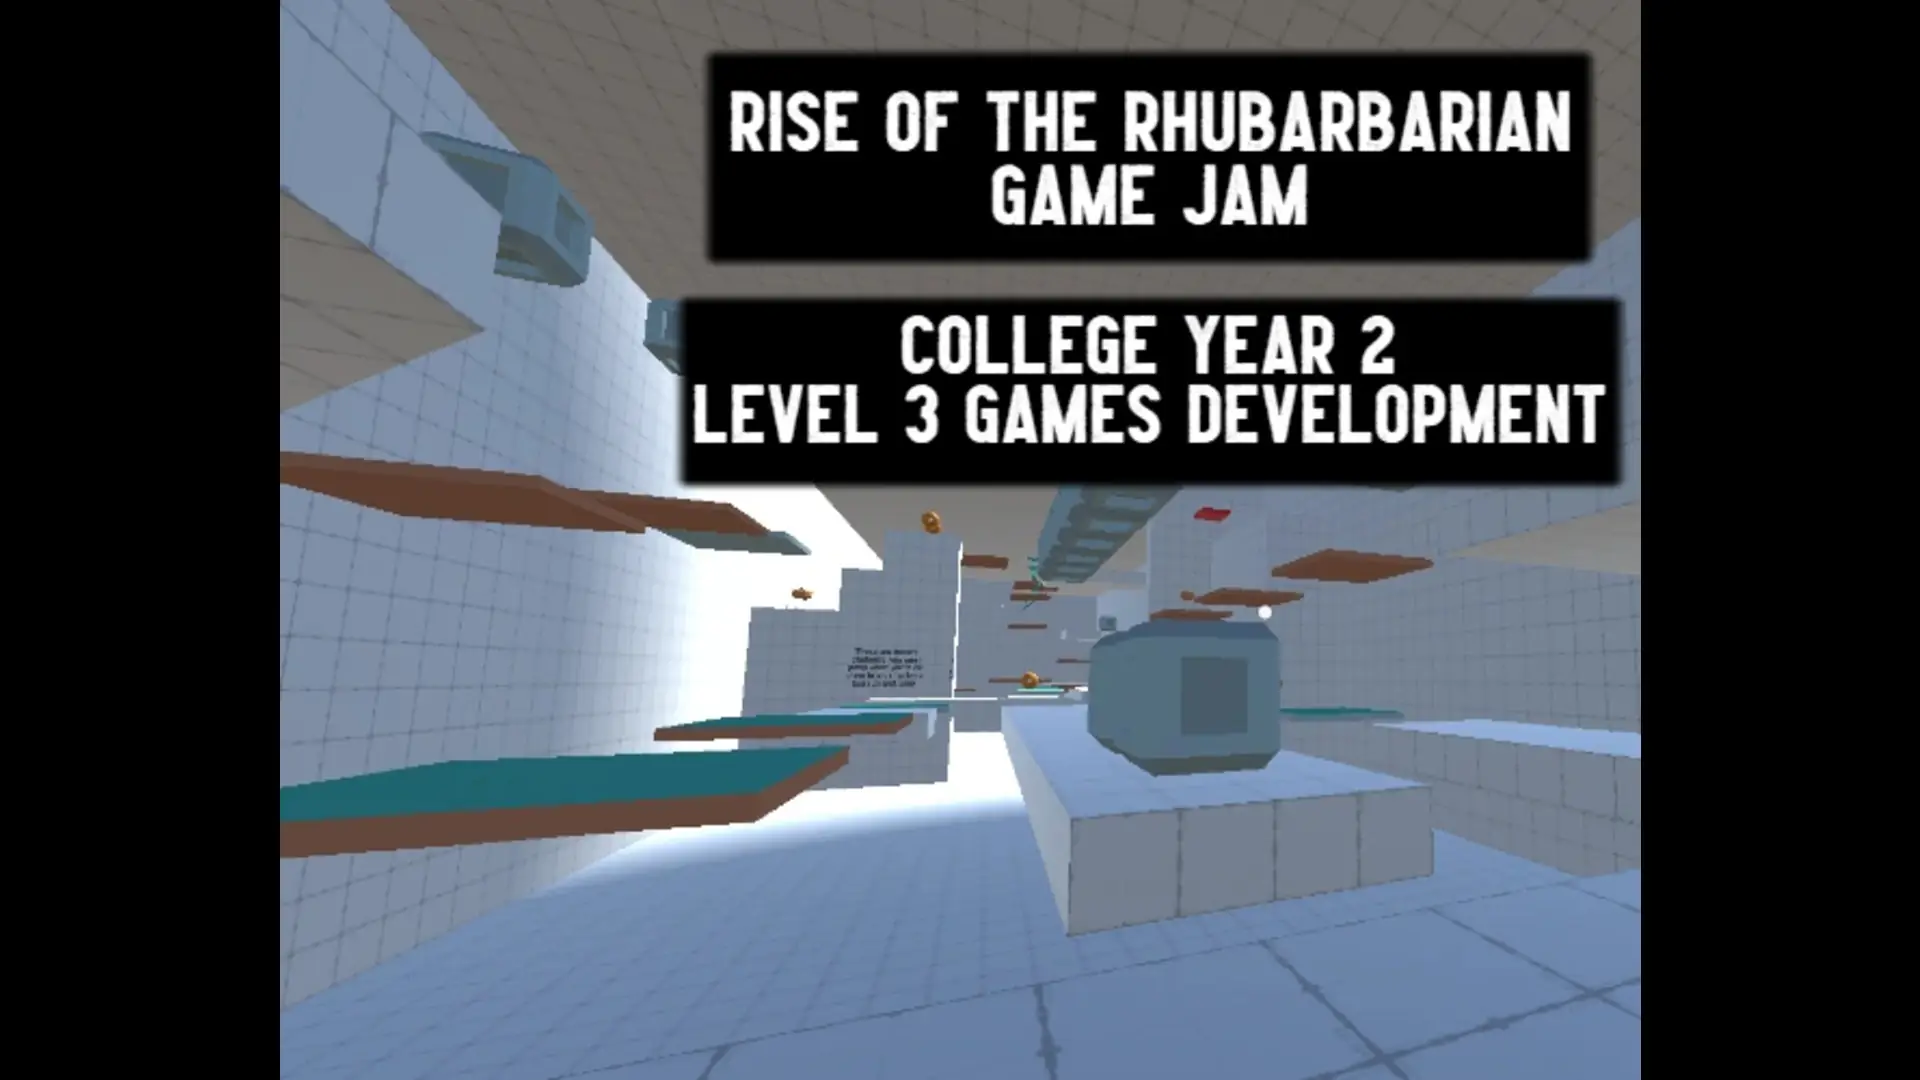 RISE OF THE RHUBARBARIAN
GAME JAM
COLLEGE YEAR 2
LEVEL 3 GAMES DEVELOPMENT